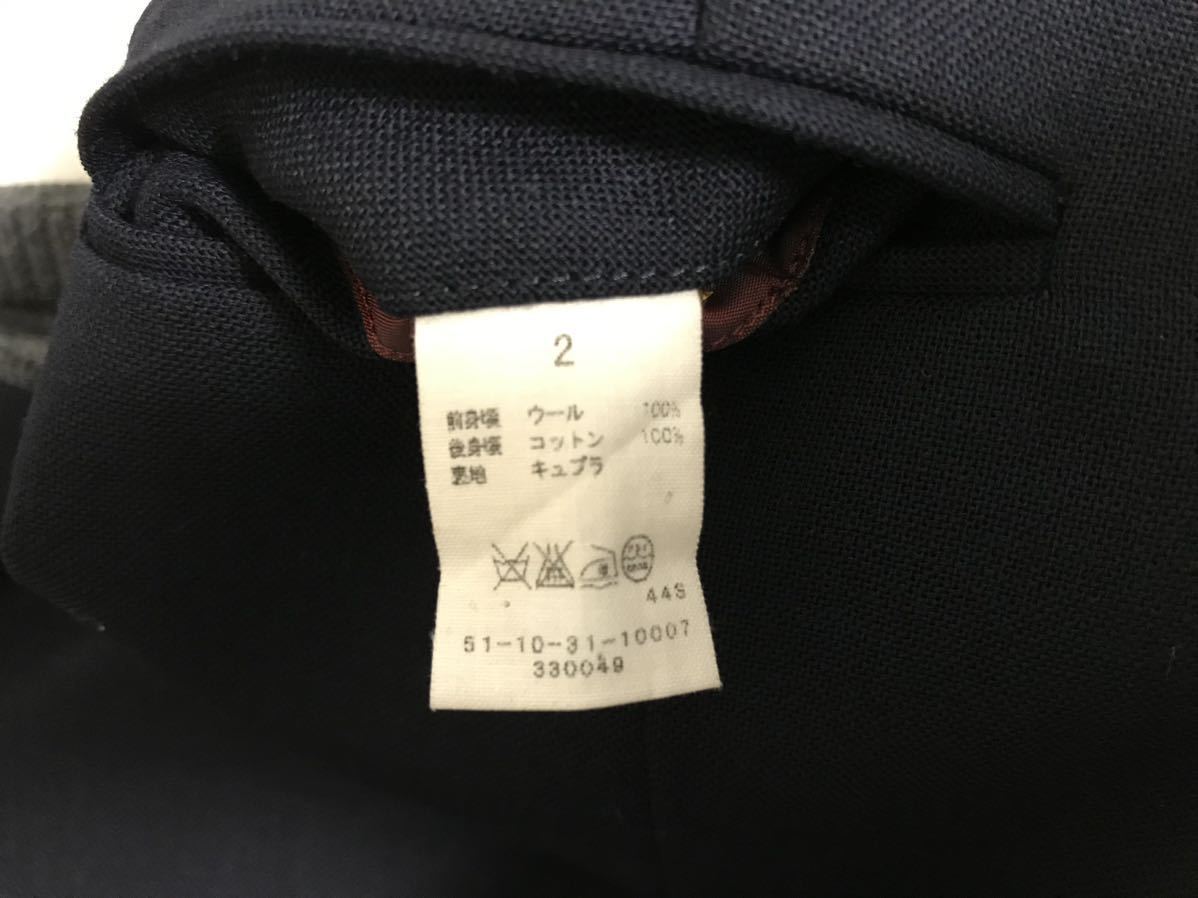 2
前身頃 ウール 100%
後身頃 コットン 100%
裏地 キュプラ
44S
51-10-31-10007
330049